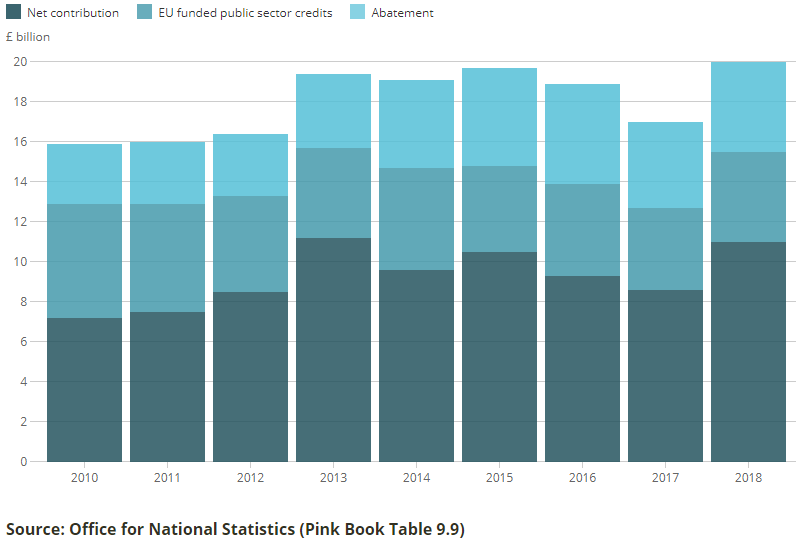 Net contribution EU funded public sector credits Abatement
£ billion
20
18
16
14
12
10
8
6
4
2
0
2010 2011 2012 2013 2014 2015 2016 2017 2018
Source: Office for National Statistics (Pink Book Table 9.9)